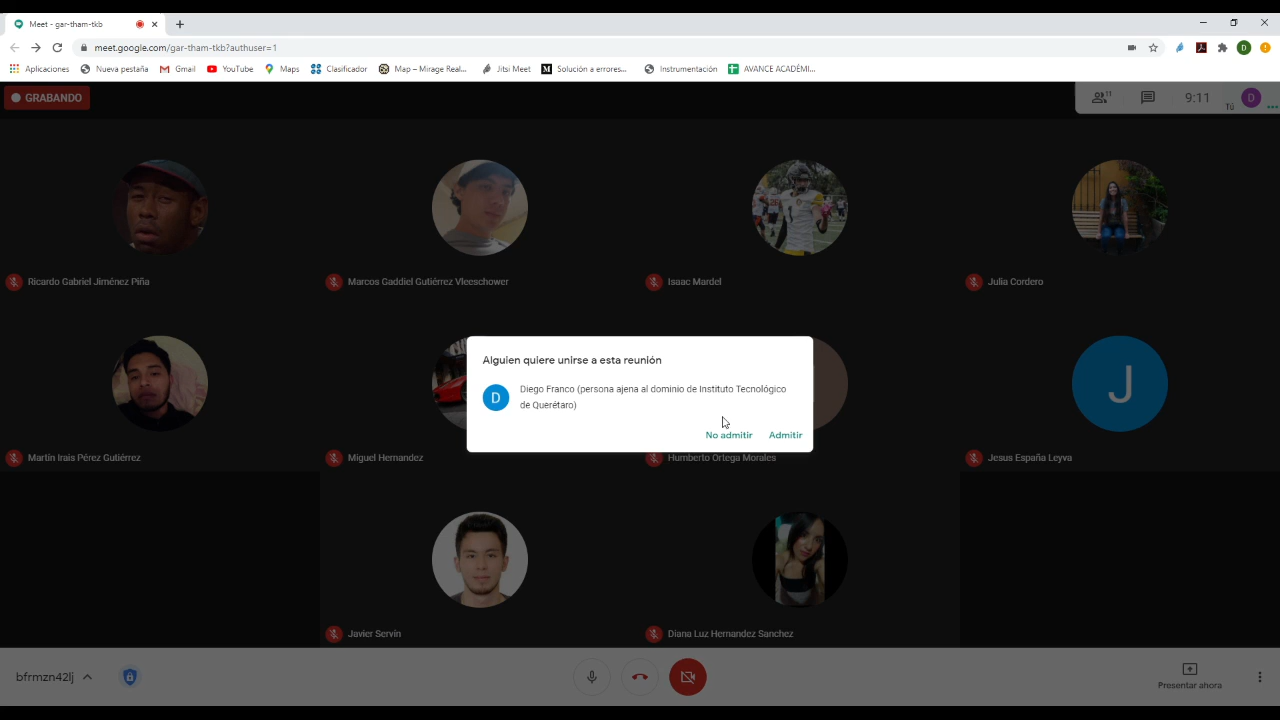 Meet - gar-tham-tkb
meet.google.com/gar-tham-tkb?authuser=1
D
Aplicaciones
Nueva pestaña
Gmail
YouTube
Maps
Clasificador
Map – Mirage Real...
Jitsi Meet
Solución a errores...
Instrumentación
AVANCE ACADÉMI...
GRABANDO
11
9:11
Tú
D
Ricardo Gabriel Jiménez Piña
Marcos Gaddiel Gutiérrez Vleeschower
Isaac Mardel
Julia Cordero
Alguien quiere unirse a esta reunión
D
Diego Franco (persona ajena al dominio de Instituto Tecnológico
de Querétaro)
No admitir
Admitir
J
Martín Irais Pérez Gutiérrez
Miguel Hernandez
Humberto Ortega Morales
Jesus España Leyva
Javier Servín
Diana Luz Hernandez Sanchez
bfrmzn42lj
Presentar ahora